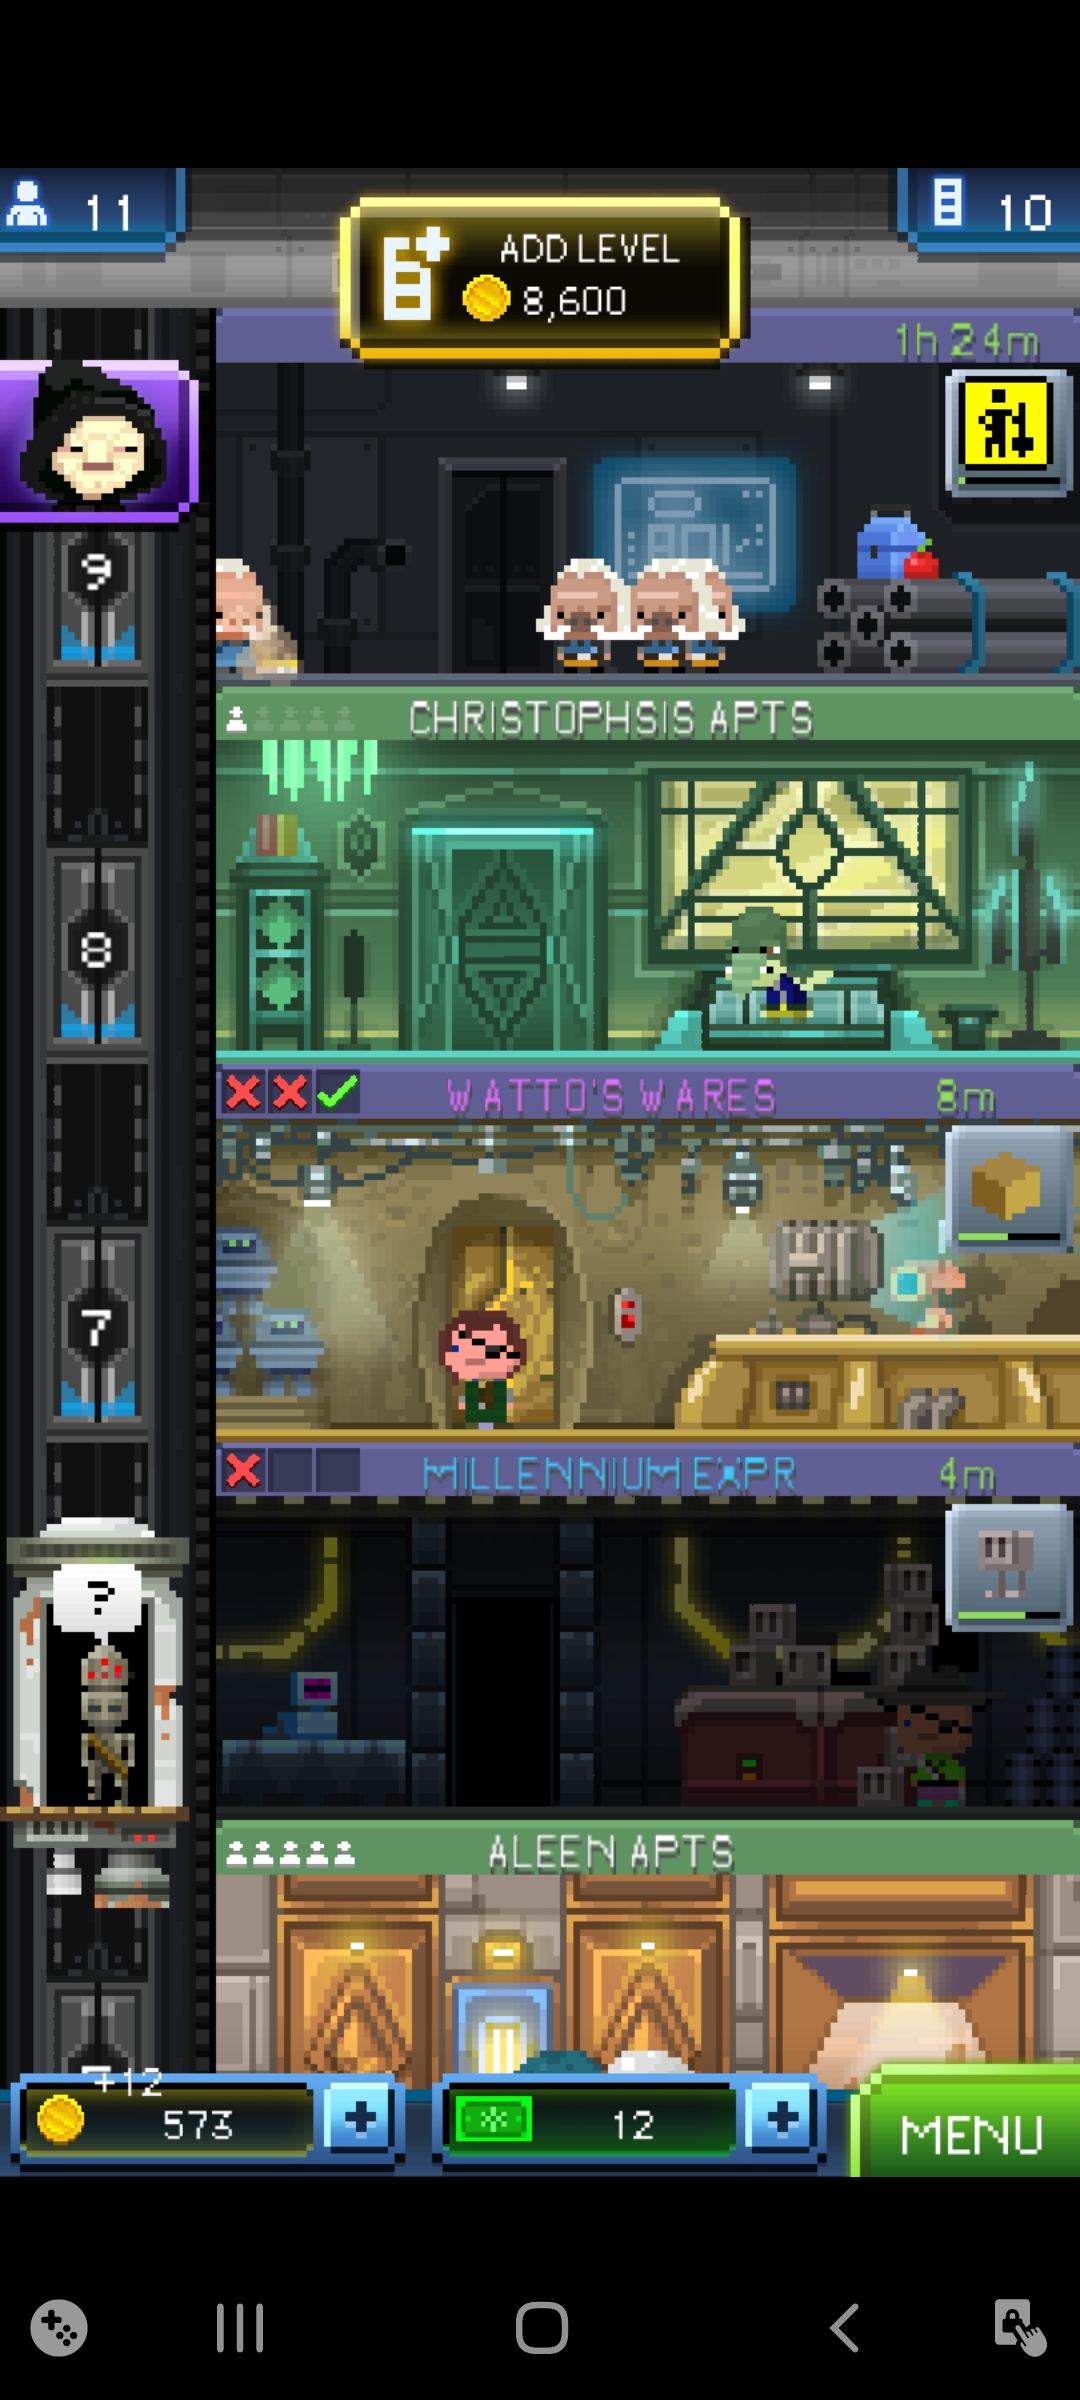 11
ADD LEVEL
8,600
10
1h 24m
9
CHRISTOPHSIS APTS
8
WATTO'S WARES
8m
7
MILLENNIUM EXPR
4m
?
ALEEN APTS
+12
573
12
MENU